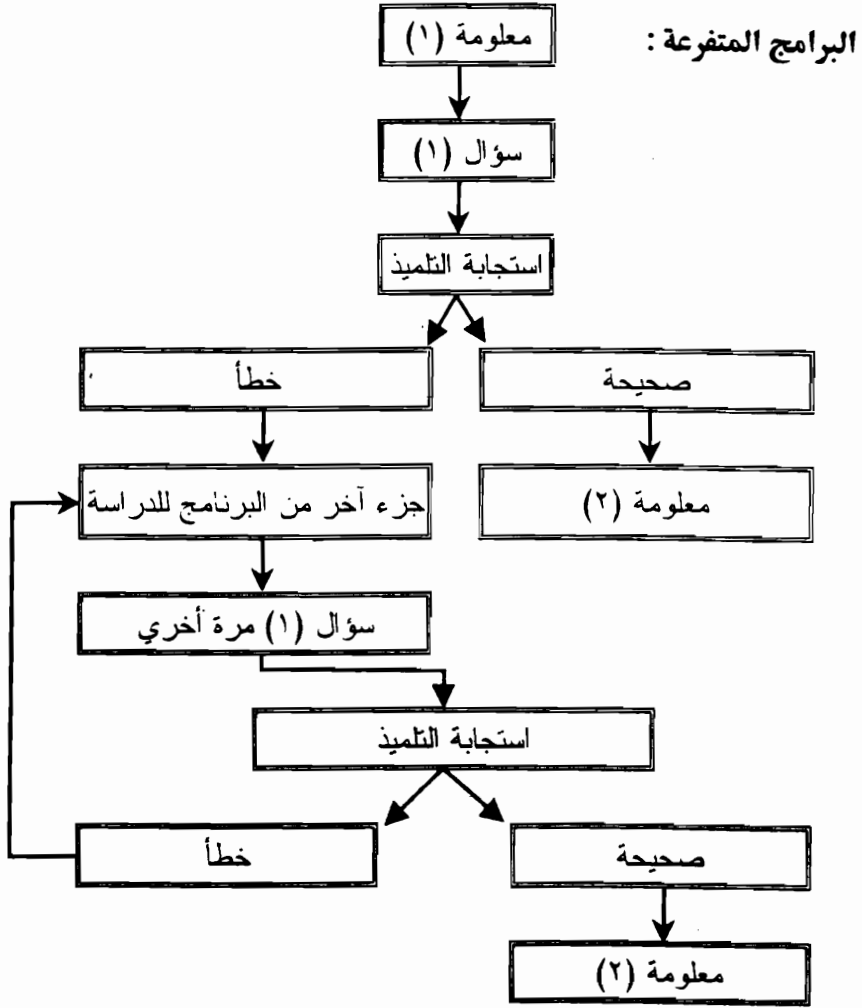 البرامج المتفرعة :
معلومة (١)
سؤال (١)
استجابة التلميذ
صحيحة
خطأ
معلومة (٢)
جزء آخر من البرنامج للدراسة
سؤال (١) مرة أخري
استجابة التلميذ
صحيحة
خطأ
معلومة (٢)